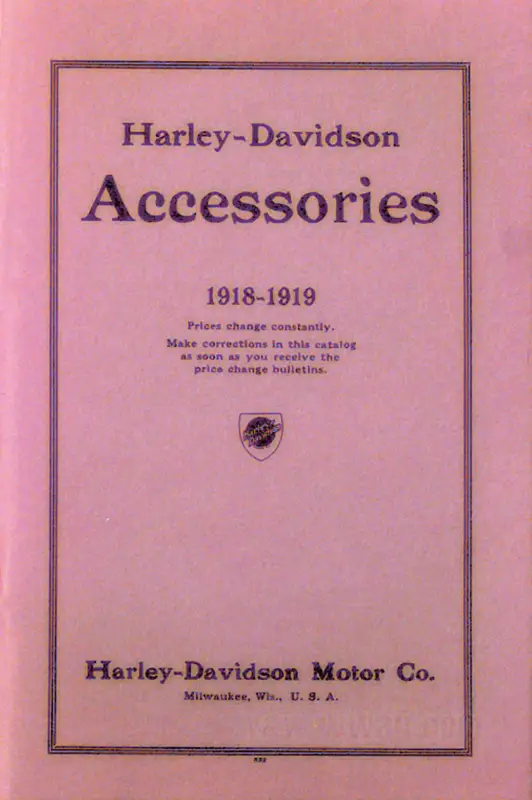 Harley-Davidson
Accessories
1918-1919
Prices change constantly.
Make corrections in this catalog
as soon as you receive the
price change bulletins.
Harley-Davidson Motor Co.
Milwaukee, Wis., U. S. A.